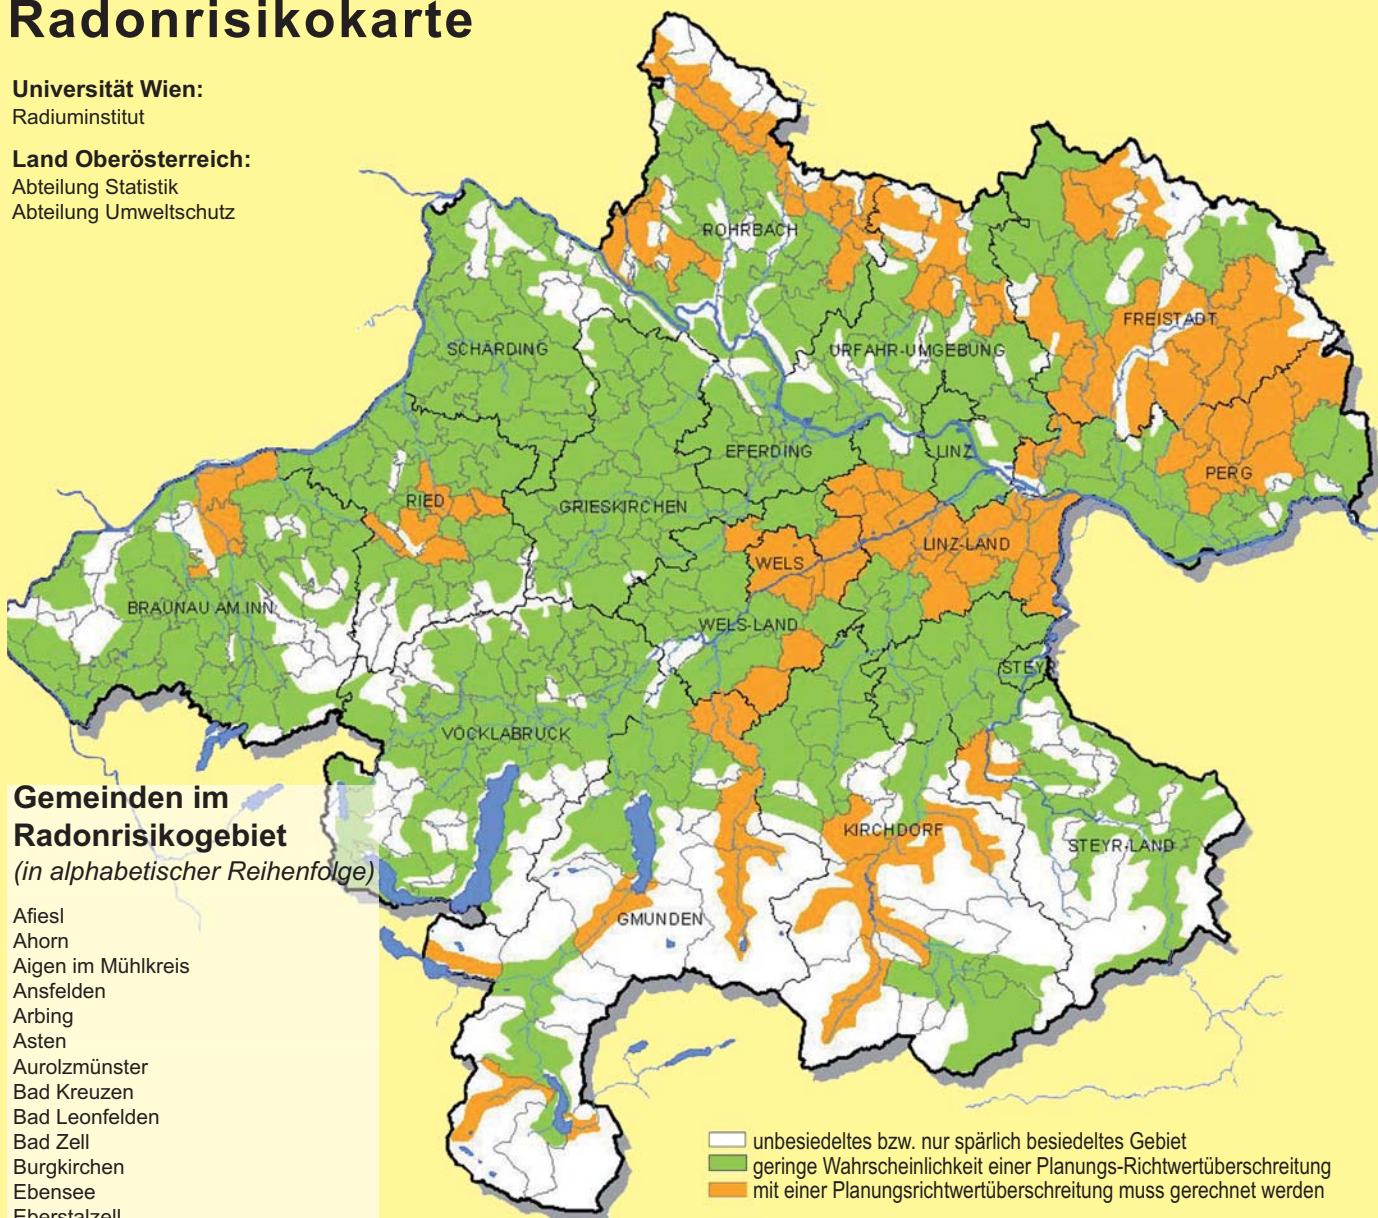 Radonrisikokarte
Universität Wien:
Radiuminstitut
Land Oberösterreich:
Abteilung Statistik
Abteilung Umweltschutz
ROHRBACH
FREISTADT
SCHÄRDING
URFAHR-UMGEBUNG
EFERDING
LINZ
PERG
RIED
GRIESKIRCHEN
LINZ-LAND
WELS
BRAUNAU AM INN
WELS-LAND
STEYR
VÖCKLABRUCK
KIRCHDORF
STEYR-LAND
GMUNDEN
Gemeinden im
Radonrisikogebiet
(in alphabetischer Reihenfolge)
Afiesl
Ahorn
Aigen im Mühlkreis
Ansfelden
Arbing
Asten
Aurolzmünster
Bad Kreuzen
Bad Leonfelden
Bad Zell
Burgkirchen
Ebensee
Eberstalzell
unbesiedeltes bzw. nur spärlich besiedeltes Gebiet
geringe Wahrscheinlichkeit einer Planungs-Richtwertüberschreitung
mit einer Planungsrichtwertüberschreitung muss gerechnet werden